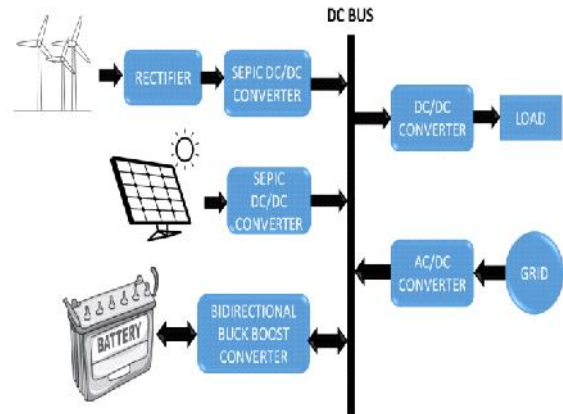 DC BUS
RECTIFIER
SEPIC DC/DC
CONVERTER
DC/DC
CONVERTER
LOAD
SEPIC
DC/DC
CONVERTER
AC/DC
CONVERTER
GRID
BATTERY
BIDIRECTIONAL
BUCK BOOST
CONVERTER